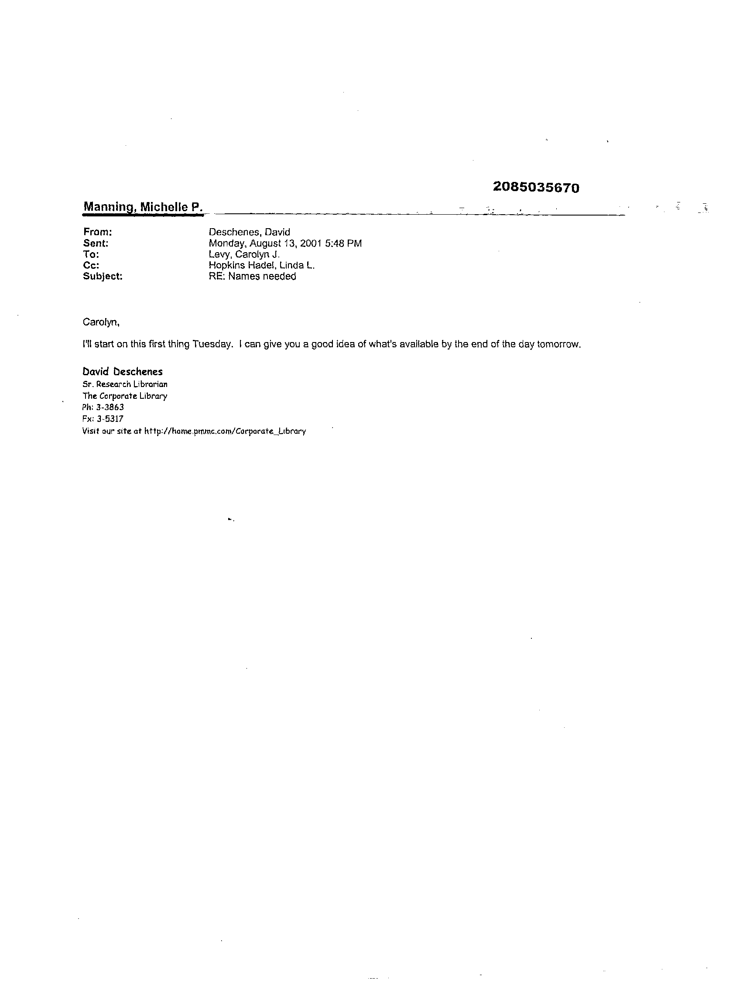 2085035670
Manning, Michelle P.
From: Deschenes, David
Sent: Monday, August 13, 2001 5:48 PM
To: Levy, Carolyn J.
Cc: Hopkins Hadel, Linda L.
Subject: RE: Names needed
Carolyn,
I'll start on this first thing Tuesday. I can give you a good idea of what's available by the end of the day tomorrow.
David Deschenes
Sr. Research Librarian
The Corporate Library
Ph: 3-3863
Fx: 3-5317
Visit our site at http://home.pmmc.com/Corporate_Library